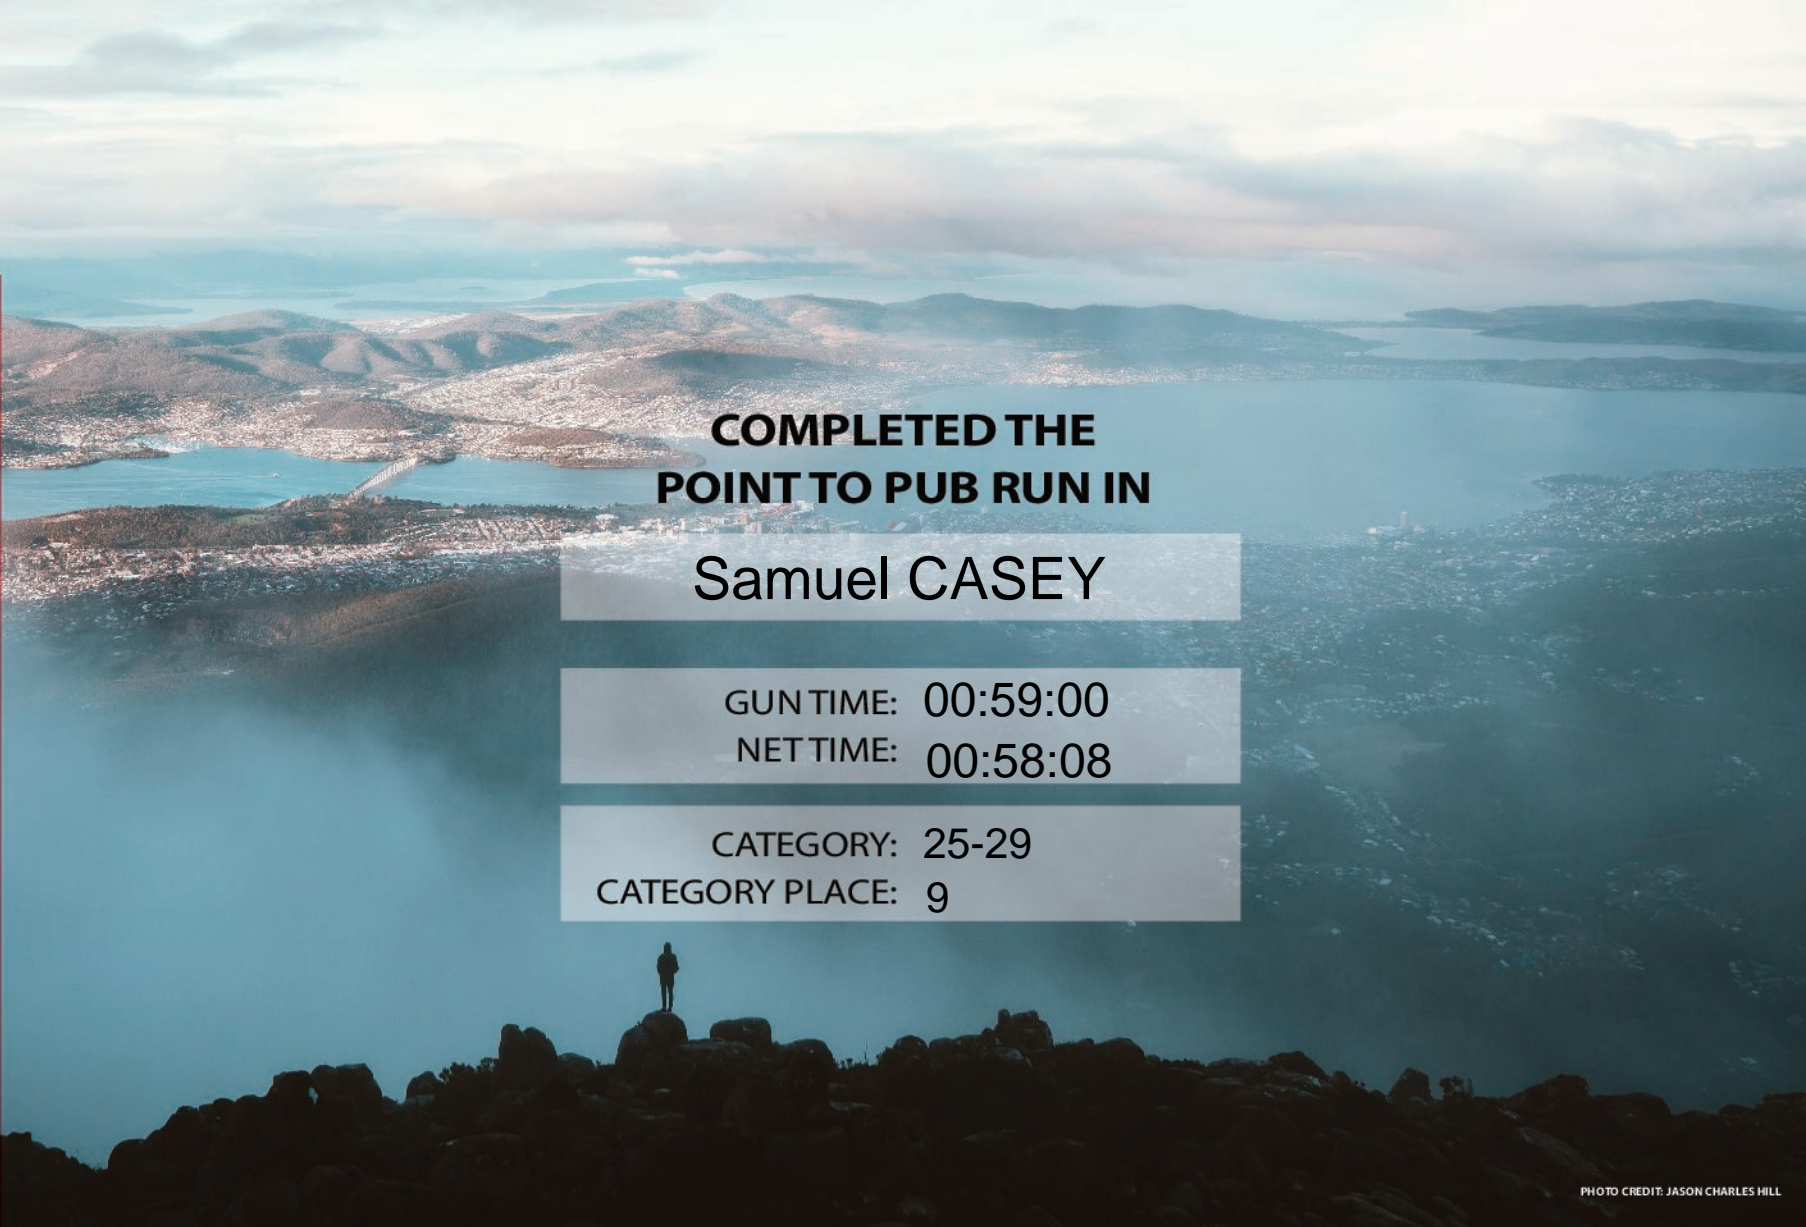 COMPLETED THE
POINT TO PUB RUN IN
Samuel CASEY
GUN TIME: 00:59:00
NET TIME: 00:58:08
CATEGORY: 25-29
CATEGORY PLACE: 9
PHOTO CREDIT: JASON CHARLES HILL